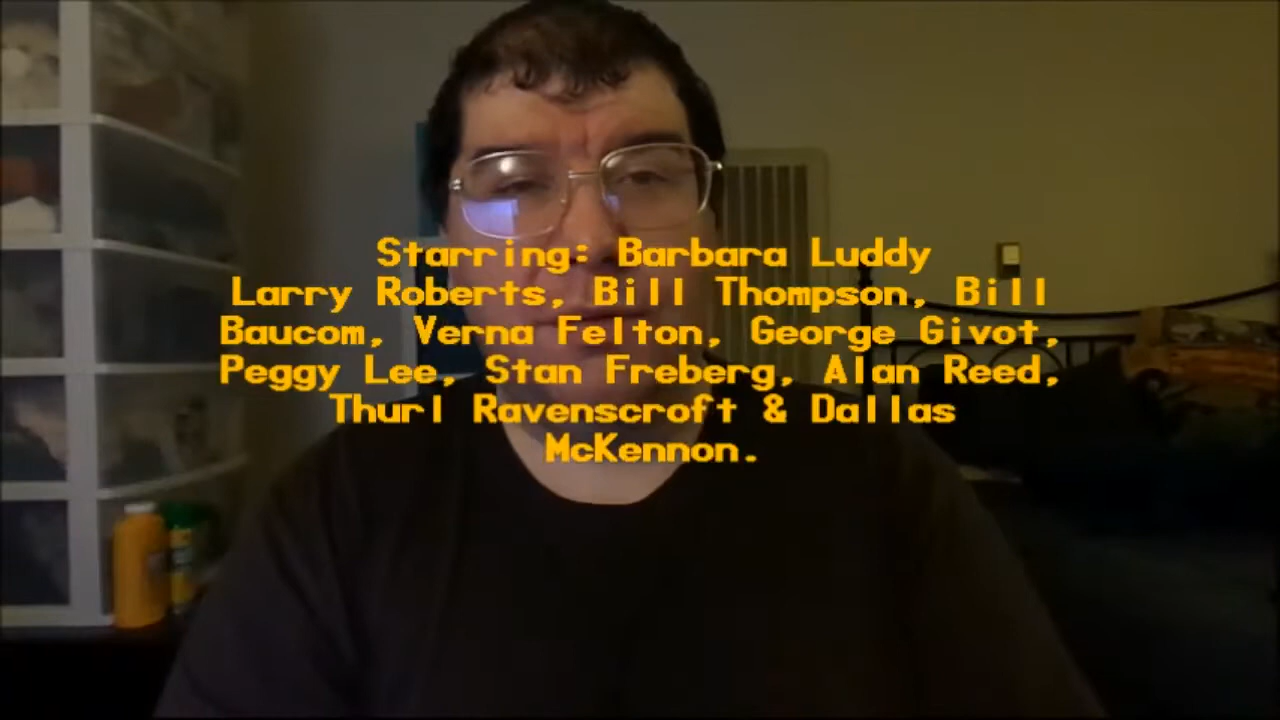 Starring: Barbara Luddy
Larry Roberts, Bill Thompson, Bill
Baucom, Verna Felton, George Givot,
Peggy Lee, Stan Freberg, Alan Reed,
Thurl Ravenscroft & Dallas
McKennon.